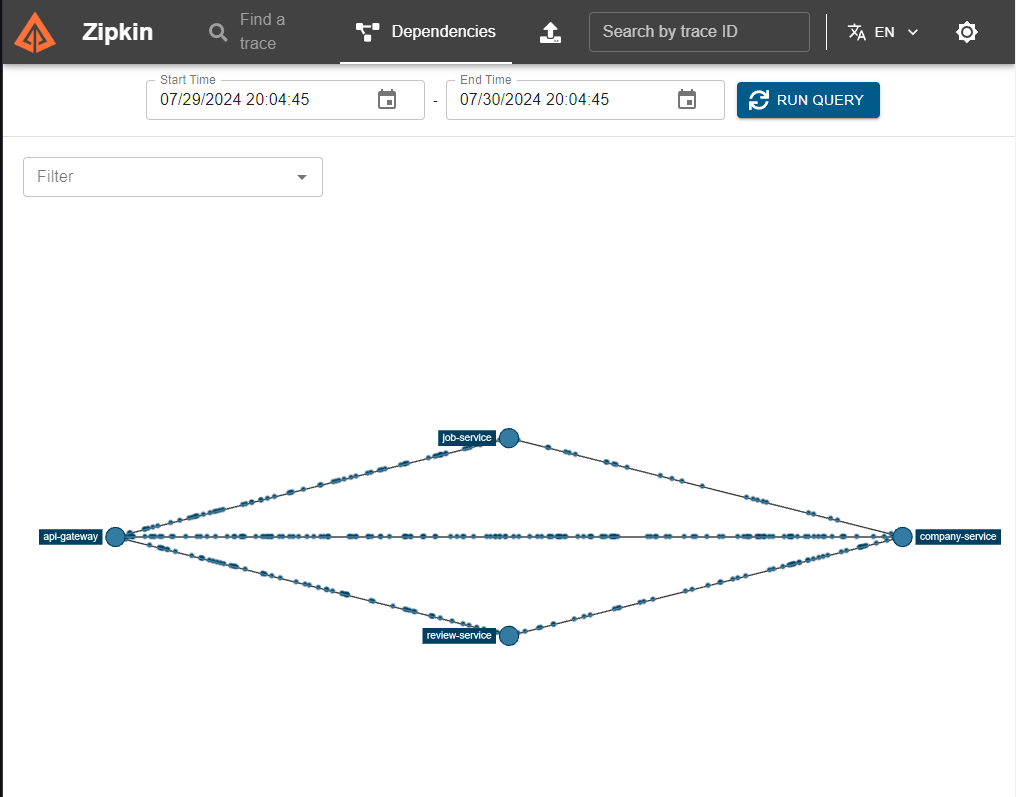 Zipkin
Find a
trace
Dependencies
Search by trace ID
EN
Start Time
07/29/2024 20:04:45
-
End Time
07/30/2024 20:04:45
RUN QUERY
Filter
job-service
api-gateway
company-service
review-service